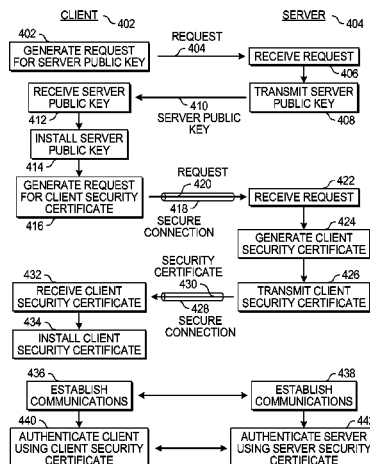 CLIENT 402
SERVER 404
402
GENERATE REQUEST
FOR SERVER PUBLIC KEY
REQUEST
404
RECEIVE REQUEST
406
RECEIVE SERVER
PUBLIC KEY
412
410
SERVER PUBLIC KEY
TRANSMIT SERVER
PUBLIC KEY
408
INSTALL SERVER
PUBLIC KEY
414
GENERATE REQUEST
FOR CLIENT SECURITY
CERTIFICATE
416
REQUEST
420
418
SECURE
CONNECTION
422
RECEIVE REQUEST
424
GENERATE CLIENT
SECURITY CERTIFICATE
426
TRANSMIT CLIENT
SECURITY CERTIFICATE
SECURITY
CERTIFICATE
430
428
SECURE
CONNECTION
432
RECEIVE CLIENT
SECURITY CERTIFICATE
434
INSTALL CLIENT
SECURITY CERTIFICATE
436
ESTABLISH
COMMUNICATIONS
438
ESTABLISH
COMMUNICATIONS
440
AUTHENTICATE CLIENT
USING CLIENT SECURITY
CERTIFICATE
AUTHENTICATE SERVER
USING SERVER SECURITY
CERTIFICATE